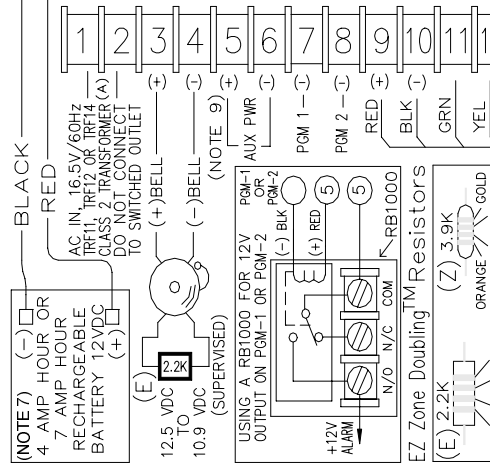 1 2 3 4 5 6 7 8 9 10 11
(+) (-) (+) (-) (+) (-)
BLACK
RED
AC IN, 16.5V/60Hz
TRF11, TRF12 OR TRF14
CLASS 2 TRANSFORMER(A)
DO NOT CONNECT
TO SWITCHED OUTLET
(+)BELL
(-)BELL
(NOTE 9)
AUX PWR
PGM 1
PGM 2
RED
BLK
GRN
YEL
(NOTE7) (-)
4 AMP HOUR OR
7 AMP HOUR
RECHARGEABLE
BATTERY 12VDC
(+)
(E) 2.2K
12.5 VDC
TO
10.9 VDC
(SUPERVISED)
USING A RB1000 FOR 12V
OUTPUT ON PGM-1 OR PGM-2
PGM-1
OR
PGM-2
(-) BLK
(+) RED
5
5
RB1000
COM
N/C
N/O
+12V
ALARM
EZ Zone Doubling TM Resistors
(Z) 3.9K
GOLD
ORANGE
(E) 2.2K